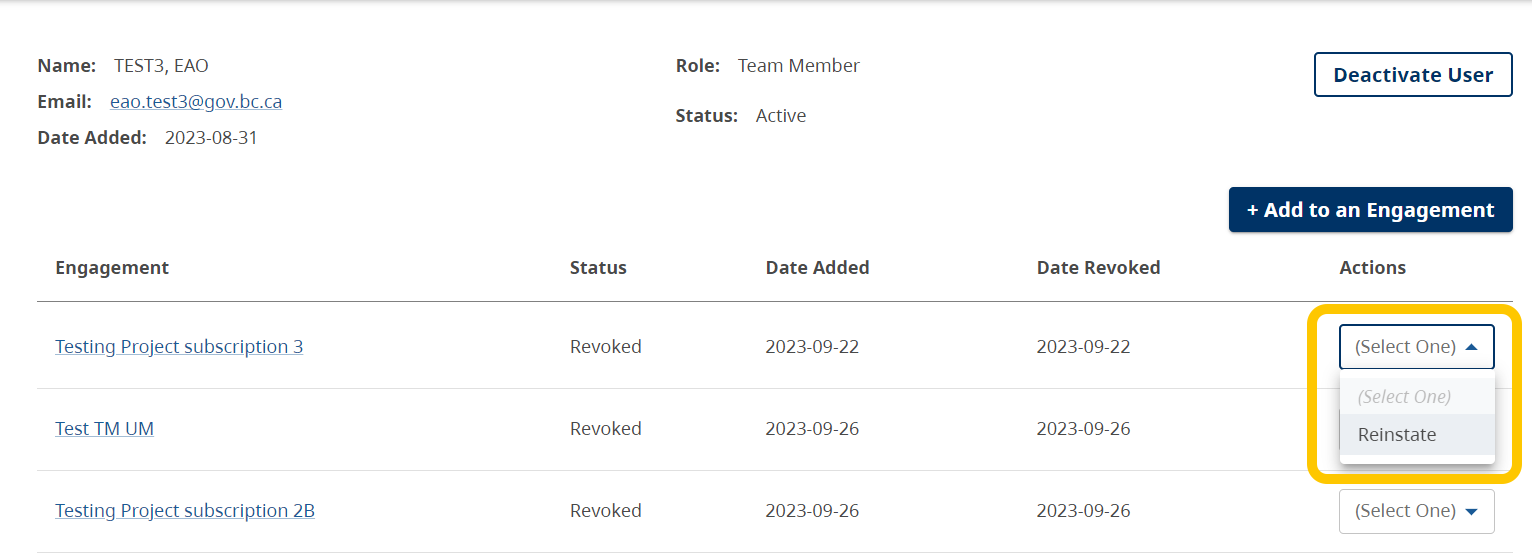 Name: TEST3, EAO
Role: Team Member
Deactivate User
Email: eao.test3@gov.bc.ca
Status: Active
Date Added: 2023-08-31
+ Add to an Engagement
Engagement Status Date Added Date Revoked Actions
Testing Project subscription 3 Revoked 2023-09-22 2023-09-22 (Select One)
(Select One)
Test TM UM Revoked 2023-09-26 2023-09-26
Reinstate
Testing Project subscription 2B Revoked 2023-09-26 2023-09-26 (Select One)